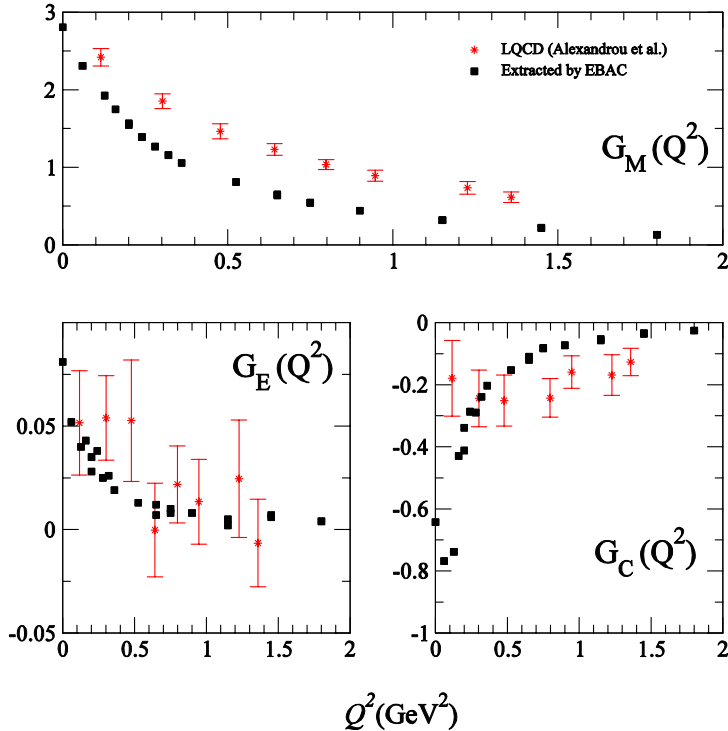 3
LQCD (Alexandrou et al.)
Extracted by EBAC
2
G_M(Q^2)
1
0
0 0.5 1 1.5 2
0
G_E(Q^2)
-0.2
0.05
-0.4
-0.6
0
-0.8
G_C(Q^2)
-0.05
-1
0 0.5 1 1.5 2
0 0.5 1 1.5 2
Q^2(GeV^2)